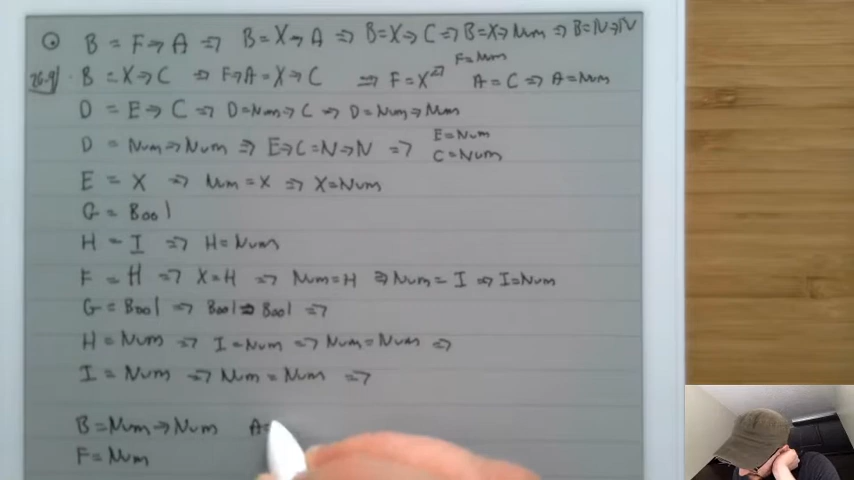 ⊙ B = F → A ⇒ B = X → A ⇒ B = X → C ⇒ B = X → Num ⇒ B = N → N
F = Num
B = X → C ⇒ F → A = X → C ⇒ F = X ⇒ A = C ⇒ A = Num
D = E → C ⇒ D = Num → C ⇒ D = Num → Num
D = Num → Num ⇒ E → C = N → N ⇒ E = Num
C = Num
E = X ⇒ Num = X ⇒ X = Num
G = Bool
H = I ⇒ H = Num
F = H ⇒ X = H ⇒ Num = H ⇒ Num = I ⇒ I = Num
G = Bool ⇒ Bool = Bool ⇒
H = Num ⇒ I = Num ⇒ Num = Num ⇒
I = Num ⇒ Num = Num ⇒
B = Num → Num A =
F = Num